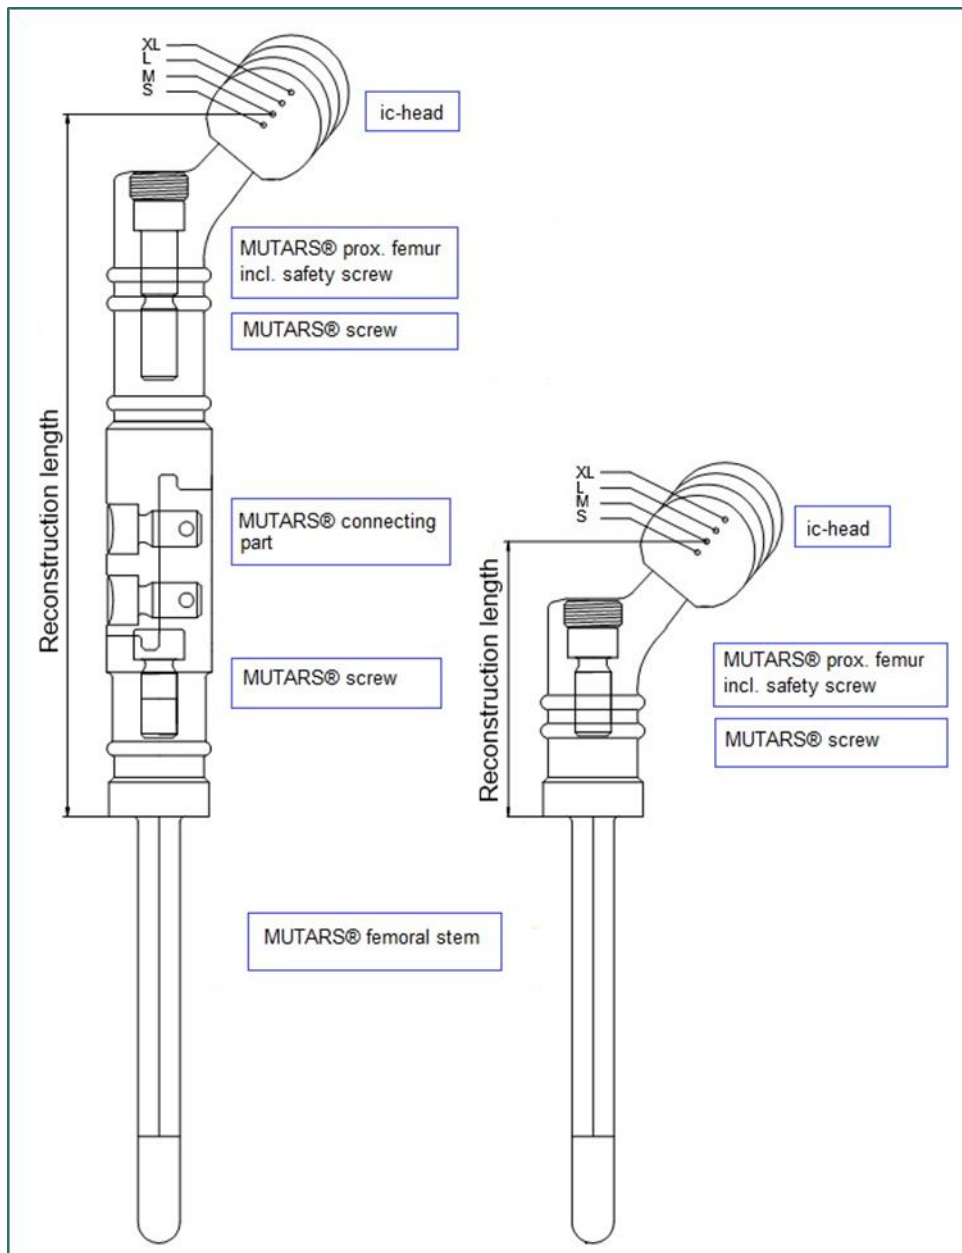 XL
L
M
S
ic-head
MUTARS® prox. femur
incl. safety screw
MUTARS® screw
Reconstruction length
MUTARS® connecting
part
MUTARS® screw
XL
L
M
S
ic-head
Reconstruction length
MUTARS® prox. femur
incl. safety screw
MUTARS® screw
MUTARS® femoral stem